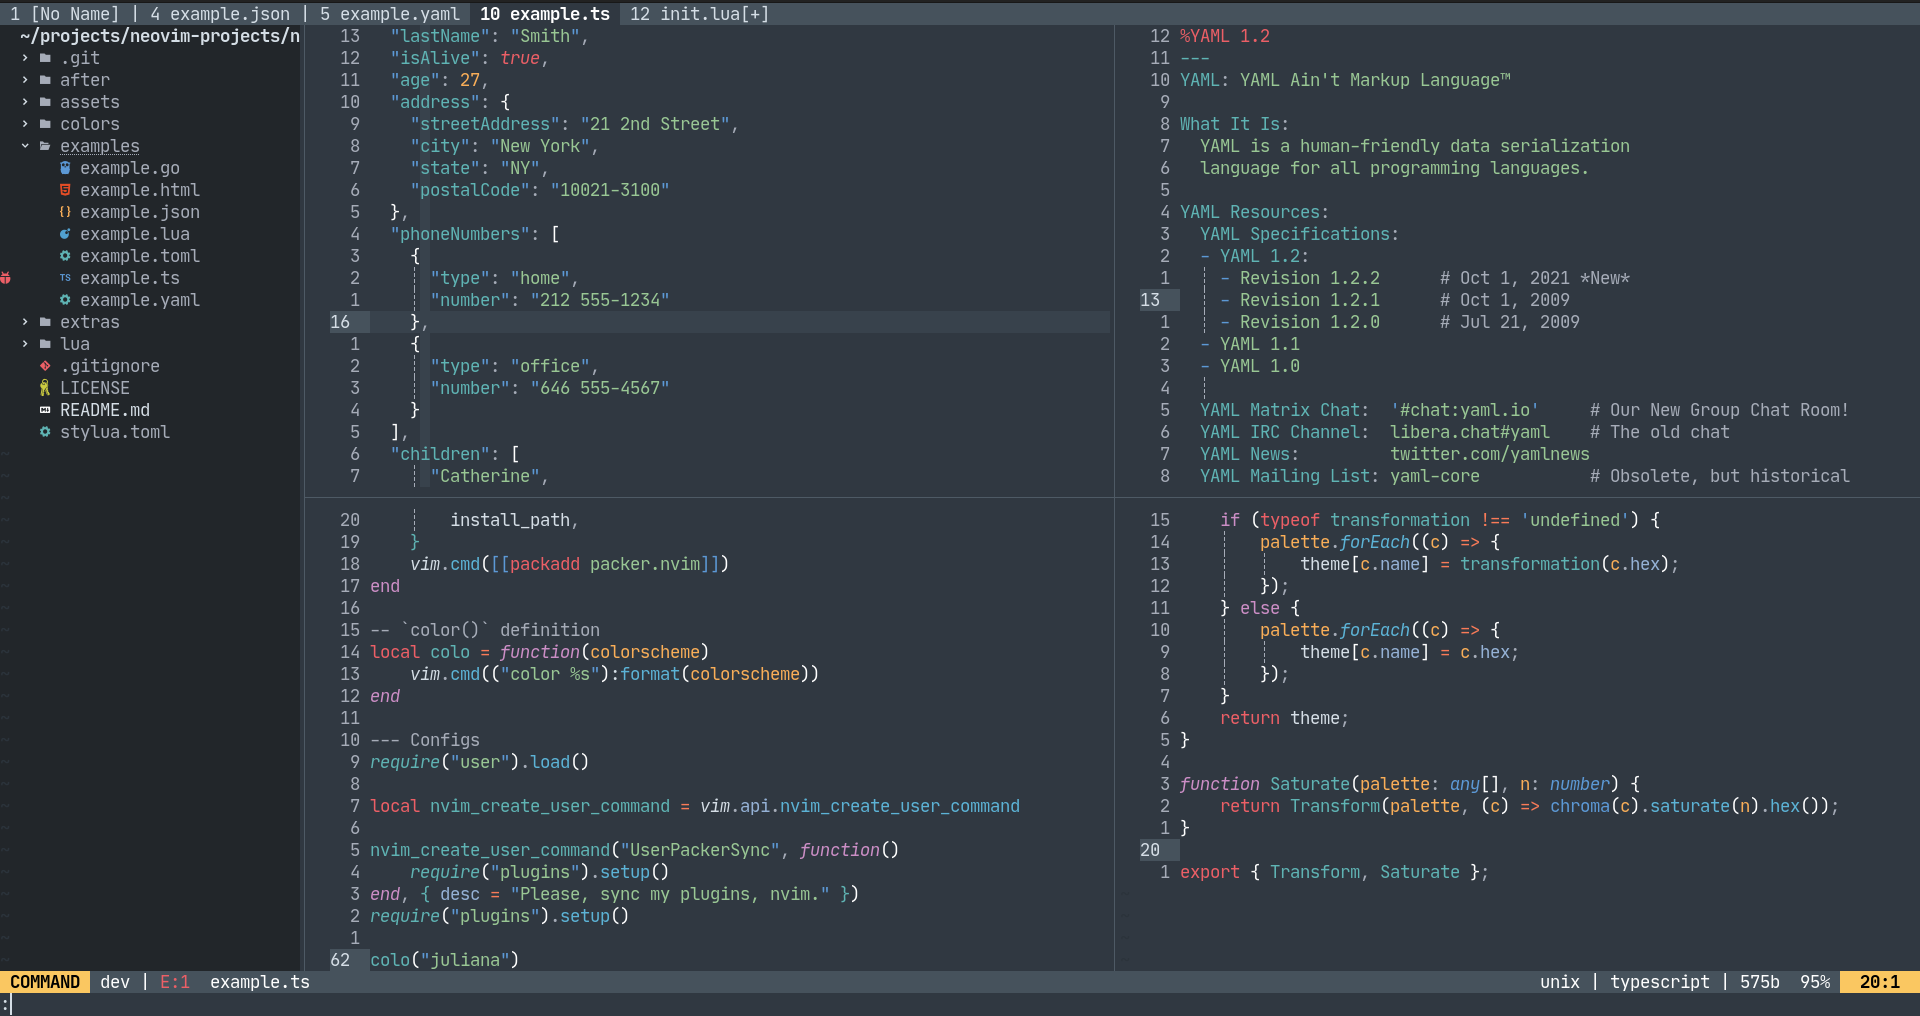 1 [No Name] | 4 example.json | 5 example.yaml 10 example.ts 12 init.lua[+]
~/projects/neovim-projects/n
.git
after
assets
colors
examples
example.go
example.html
example.json
example.lua
example.toml
TS example.ts
example.yaml
extras
lua
.gitignore
LICENSE
README.md
stylua.toml
13 "lastName": "Smith",
12 "isAlive": true,
11 "age": 27,
10 "address": {
9 "streetAddress": "21 2nd Street",
8 "city": "New York",
7 "state": "NY",
6 "postalCode": "10021-3100"
5 },
4 "phoneNumbers": [
3 {
2 "type": "home",
1 "number": "212 555-1234"
16 },
1 {
2 "type": "office",
3 "number": "646 555-4567"
4 }
5 ],
6 "children": [
7 "Catherine",
12 %YAML 1.2
11 ---
10 YAML: YAML Ain't Markup Language™
9
8 What It Is:
7 YAML is a human-friendly data serialization
6 language for all programming languages.
5
4 YAML Resources:
3 YAML Specifications:
2 - YAML 1.2:
1 - Revision 1.2.2 # Oct 1, 2021 *New*
13 - Revision 1.2.1 # Oct 1, 2009
1 - Revision 1.2.0 # Jul 21, 2009
2 - YAML 1.1
3 - YAML 1.0
4
5 YAML Matrix Chat: '#chat:yaml.io' # Our New Group Chat Room!
6 YAML IRC Channel: libera.chat#yaml # The old chat
7 YAML News: twitter.com/yamlnews
8 YAML Mailing List: yaml-core # Obsolete, but historical
20 install_path,
19 }
18 vim.cmd([[packadd packer.nvim]])
17 end
16
15 -- `color()` definition
14 local colo = function(colorscheme)
13 vim.cmd(("color %s"):format(colorscheme))
12 end
11
10 --- Configs
9 require("user").load()
8
7 local nvim_create_user_command = vim.api.nvim_create_user_command
6
5 nvim_create_user_command("UserPackerSync", function()
4 require("plugins").setup()
3 end, { desc = "Please, sync my plugins, nvim." })
2 require("plugins").setup()
1
62 colo("juliana")
15 if (typeof transformation !== 'undefined') {
14 palette.forEach((c) => {
13 theme[c.name] = transformation(c.hex);
12 });
11 } else {
10 palette.forEach((c) => {
9 theme[c.name] = c.hex;
8 });
7 }
6 return theme;
5 }
4
3 function Saturate(palette: any[], n: number) {
2 return Transform(palette, (c) => chroma(c).saturate(n).hex());
1 }
20
1 export { Transform, Saturate };
COMMAND dev | E:1 example.ts unix | typescript | 575b 95% 20:1
: